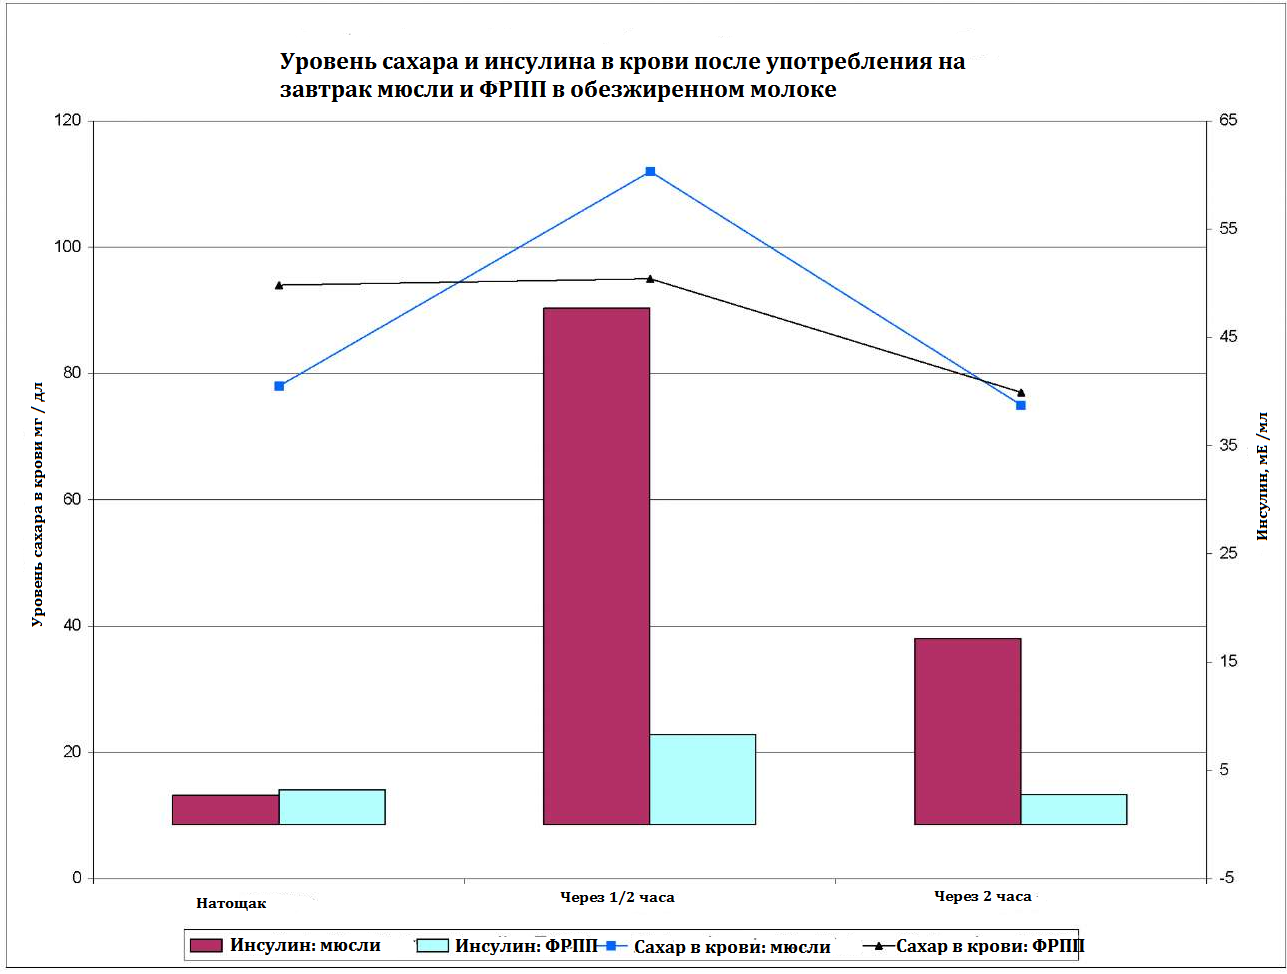 Уровень сахара и инсулина в крови после употребления на
завтрак мюсли и ФРПП в обезжиренном молоке
120
100
80
60
40
20
0
Уровень сахара в крови мг / дл
65
55
45
35
25
15
5
-5
Инсулин, мЕ /мл
Натощак
Через 1/2 часа
Через 2 часа
Инсулин: мюсли
Инсулин: ФРПП
Сахар в крови: мюсли
Сахар в крови: ФРПП